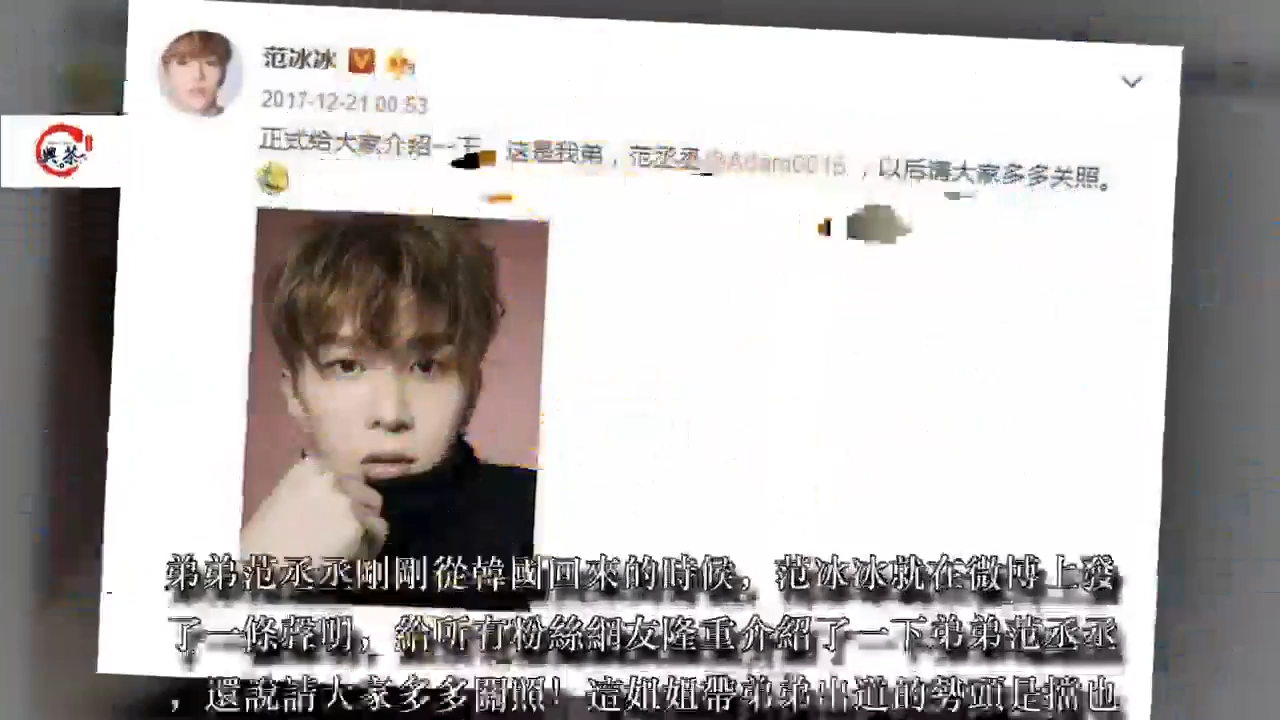 范冰冰
2017-12-21 00:53
正式给大家介绍一下 这是我弟，范丞丞@Adam0016 ，以后请大家多多关照。
弟弟范丞丞剛剛從韓國回來的時候，范冰冰就在微博上發
了一條聲明，給所有粉絲網友隆重介紹了一下弟弟范丞丞
，還說請大家多多關照！這姐姐帶弟弟出道的勢頭是擋也